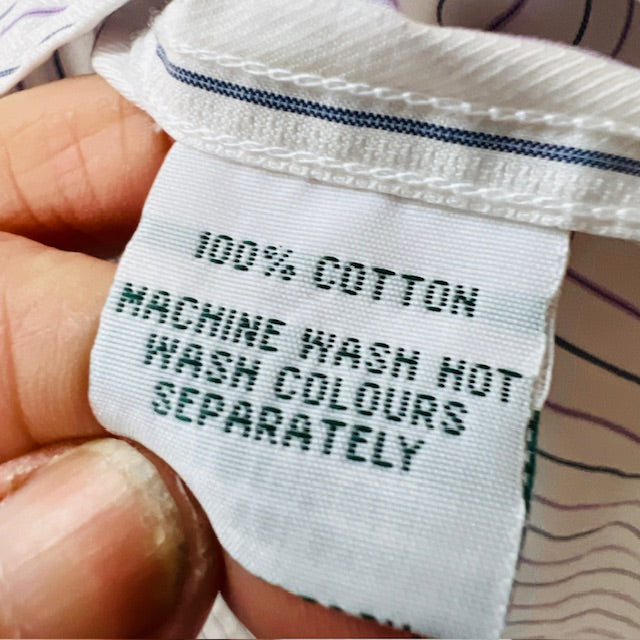 100% COTTON
MACHINE WASH HOT
WASH COLOURS
SEPARATELY